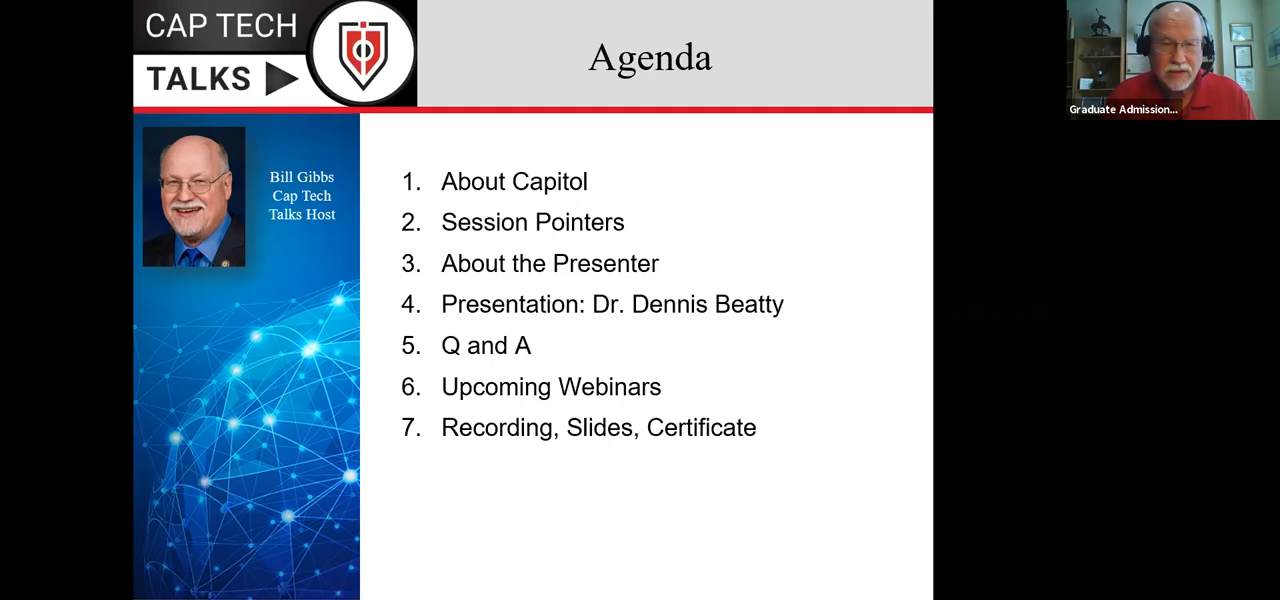 CAP TECH
TALKS
Agenda
Graduate Admission...
Bill Gibbs
Cap Tech
Talks Host
1. About Capitol
2. Session Pointers
3. About the Presenter
4. Presentation: Dr. Dennis Beatty
5. Q and A
6. Upcoming Webinars
7. Recording, Slides, Certificate